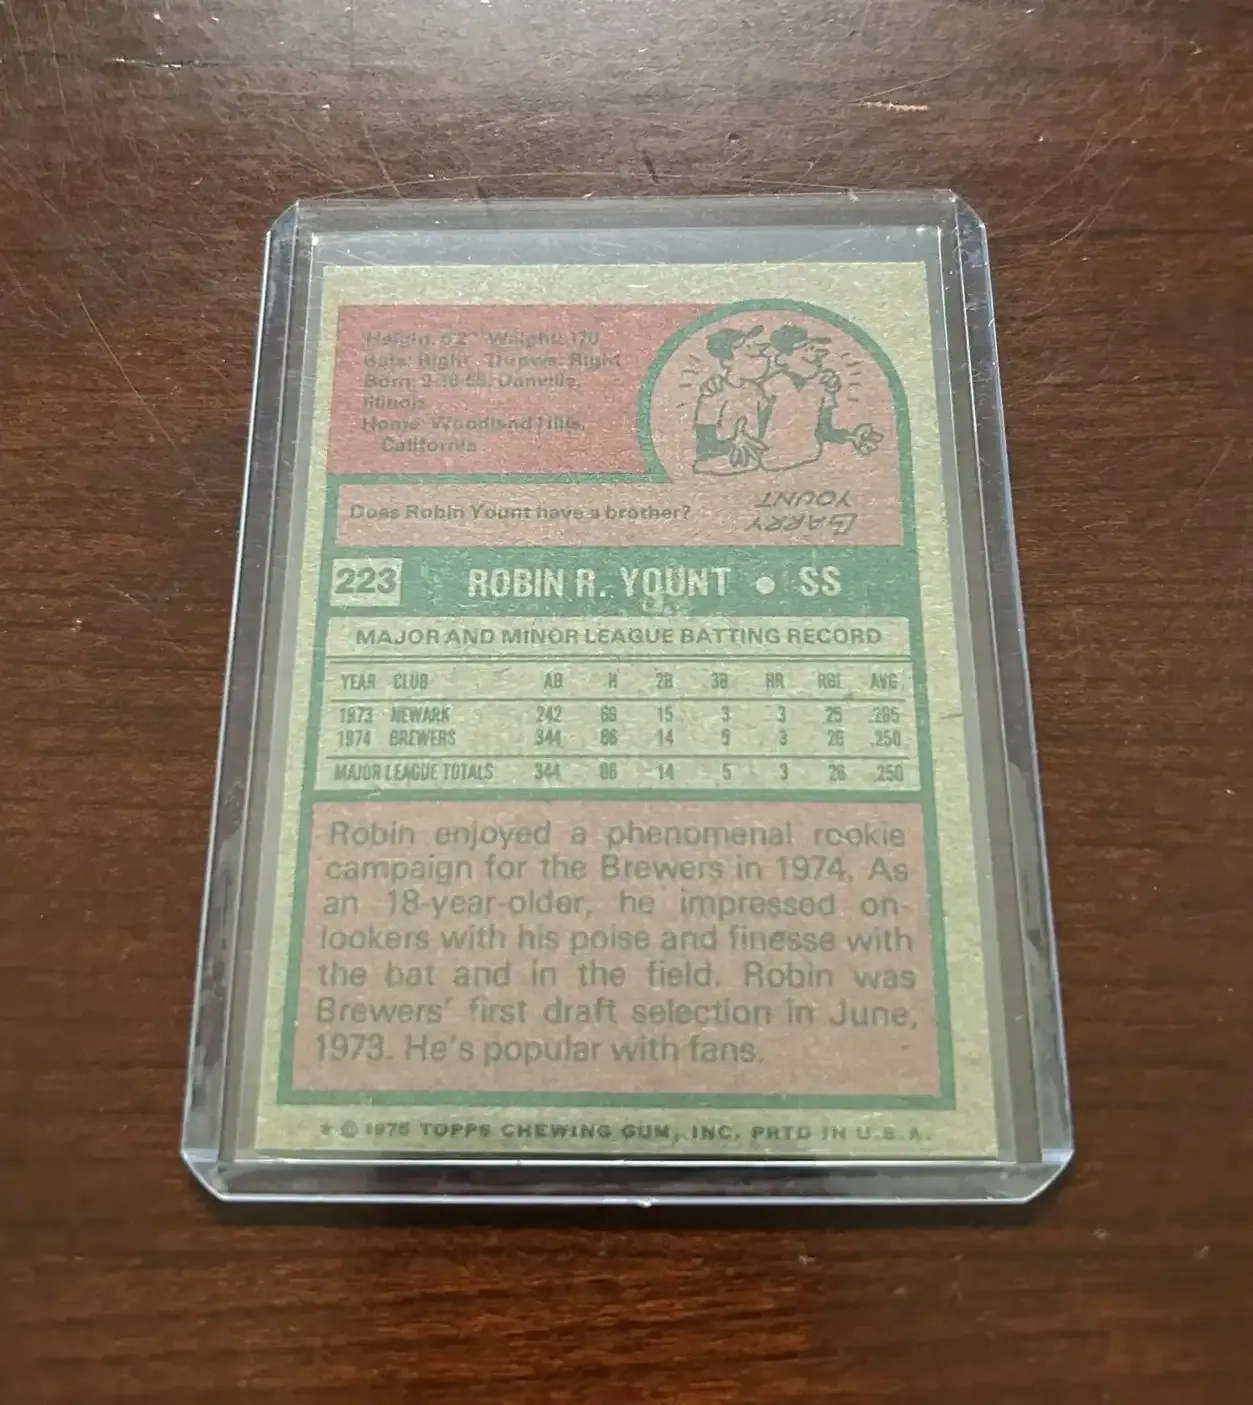 Height: 6'2" Weight: 170
Bats: Right Throws: Right
Born: 9-16-55, Danville,
Illinois
Home: Woodland Hills,
California
Does Robin Yount have a brother?
LARRY
YOUNT
223 ROBIN R. YOUNT • SS
MAJOR AND MINOR LEAGUE BATTING RECORD
YEAR CLUB AB H 2B 3B HR RBI AVG
1973 NEWARK 242 69 15 3 3 25 .285
1974 BREWERS 344 86 14 5 3 26 .250
MAJOR LEAGUE TOTALS 344 86 14 5 3 26 .250
Robin enjoyed a phenomenal rookie
campaign for the Brewers in 1974. As
an 18-year-older, he impressed on-
lookers with his poise and finesse with
the bat and in the field. Robin was
Brewers' first draft selection in June,
1973. He's popular with fans.
* © 1975 TOPPS CHEWING GUM, INC. PRTD IN U.S.A.